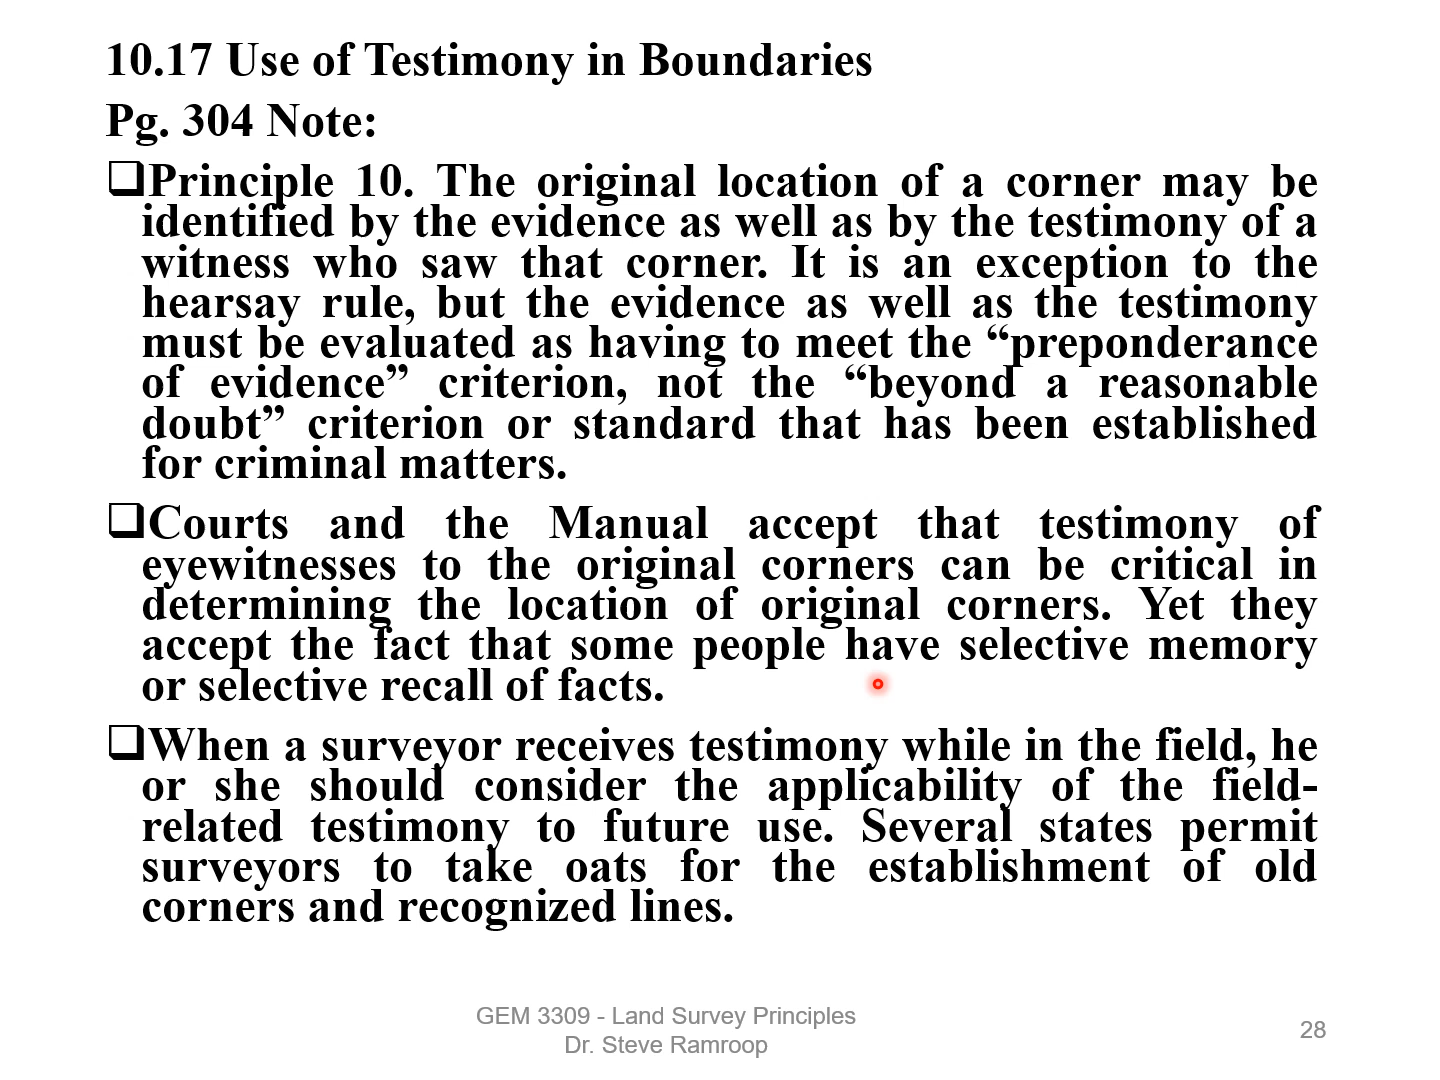 10.17 Use of Testimony in Boundaries
Pg. 304 Note:
❑Principle 10. The original location of a corner may be
identified by the evidence as well as by the testimony of a
witness who saw that corner. It is an exception to the
hearsay rule, but the evidence as well as the testimony
must be evaluated as having to meet the “preponderance
of evidence” criterion, not the “beyond a reasonable
doubt” criterion or standard that has been established
for criminal matters.
❑Courts and the Manual accept that testimony of
eyewitnesses to the original corners can be critical in
determining the location of original corners. Yet they
accept the fact that some people have selective memory
or selective recall of facts.
❑When a surveyor receives testimony while in the field, he
or she should consider the applicability of the field-
related testimony to future use. Several states permit
surveyors to take oats for the establishment of old
corners and recognized lines.
GEM 3309 - Land Survey Principles
Dr. Steve Ramroop
28